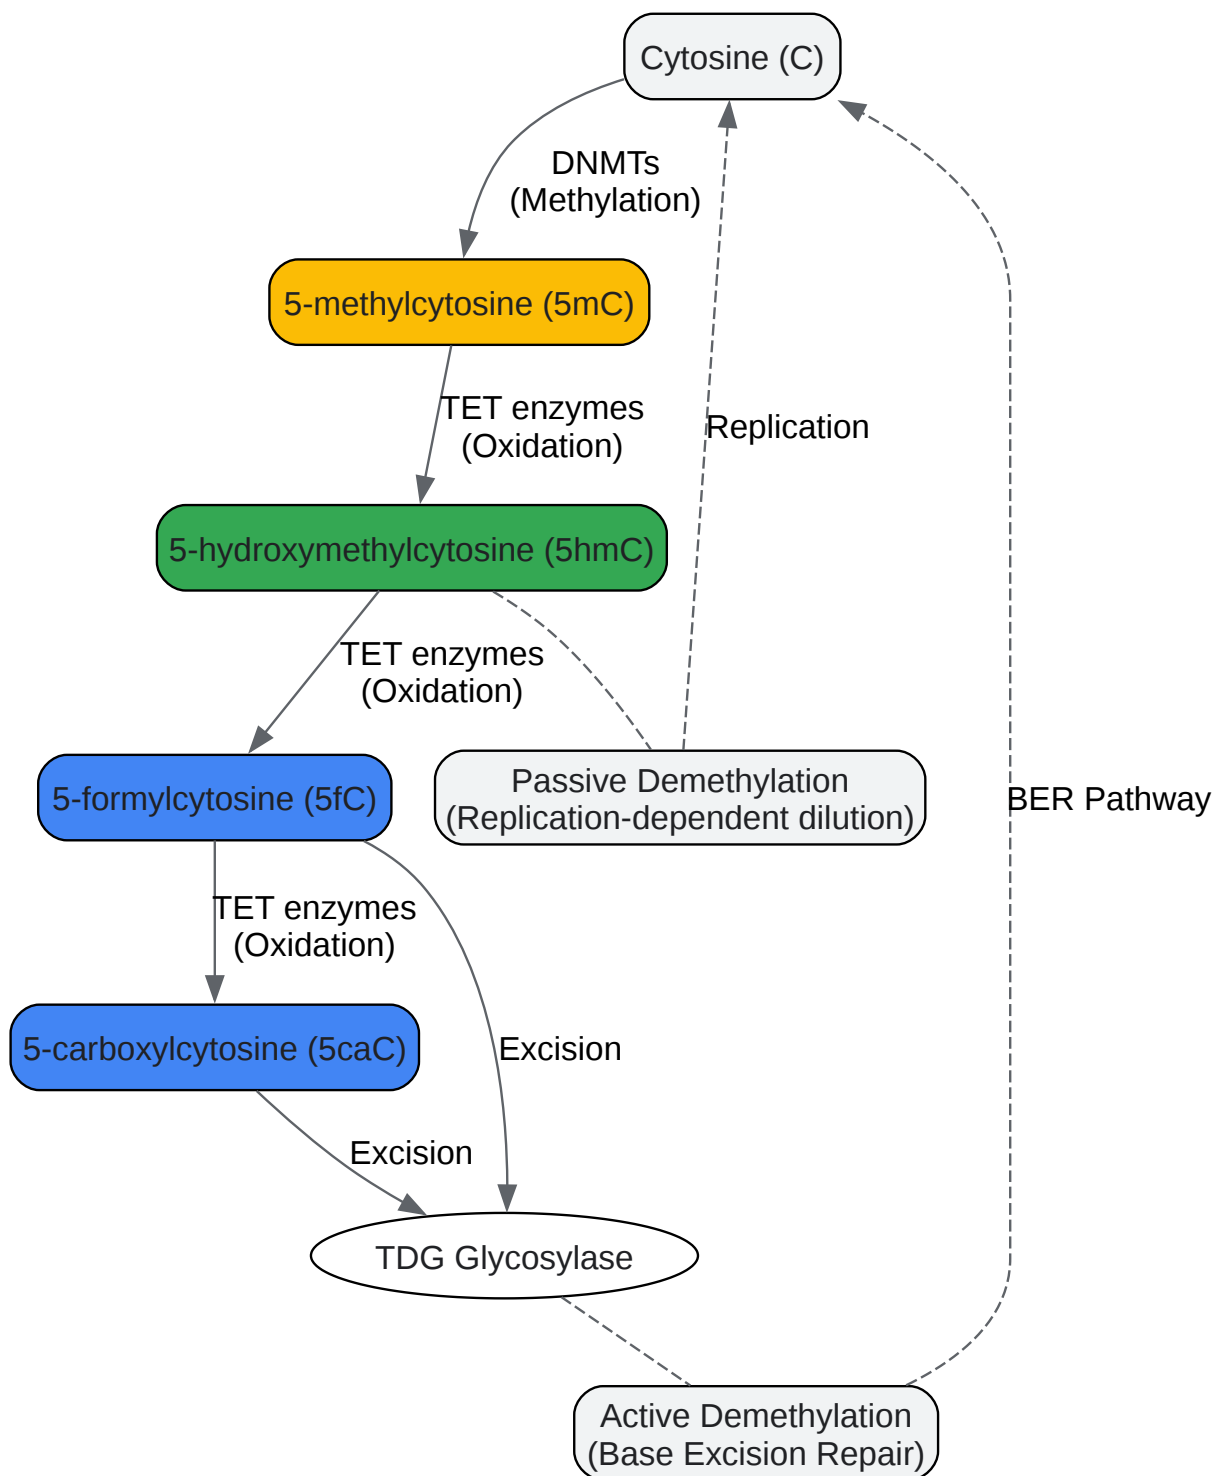 Cytosine (C)
DNMTs
(Methylation)
5-methylcytosine (5mC)
TET enzymes
(Oxidation)
Replication
5-hydroxymethylcytosine (5hmC)
TET enzymes
(Oxidation)
5-formylcytosine (5fC)
Passive Demethylation
(Replication-dependent dilution)
BER Pathway
TET enzymes
(Oxidation)
5-carboxylcytosine (5caC)
Excision
Excision
TDG Glycosylase
Active Demethylation
(Base Excision Repair)